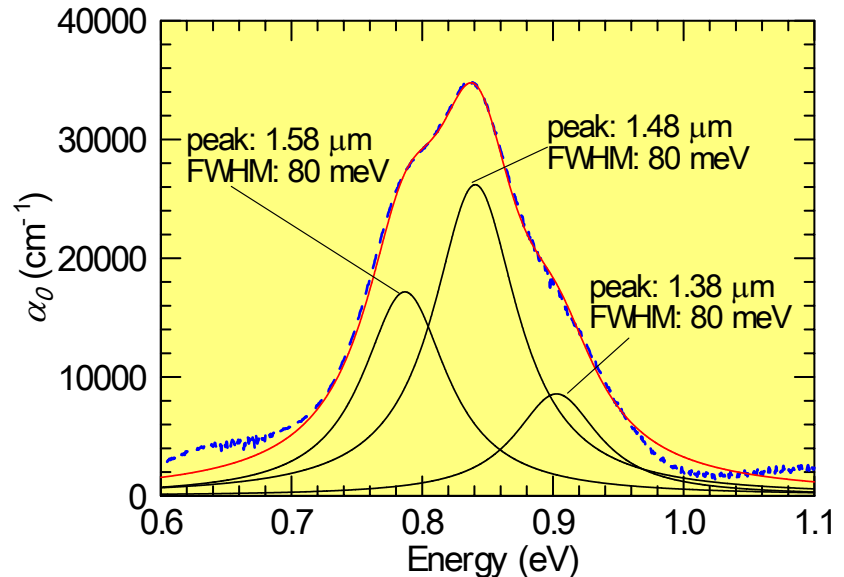 40000
30000
20000
10000
0
α₀ (cm⁻¹)
peak: 1.58 μm
FWHM: 80 meV
peak: 1.48 μm
FWHM: 80 meV
peak: 1.38 μm
FWHM: 80 meV
0.6 0.7 0.8 0.9 1.0 1.1
Energy (eV)